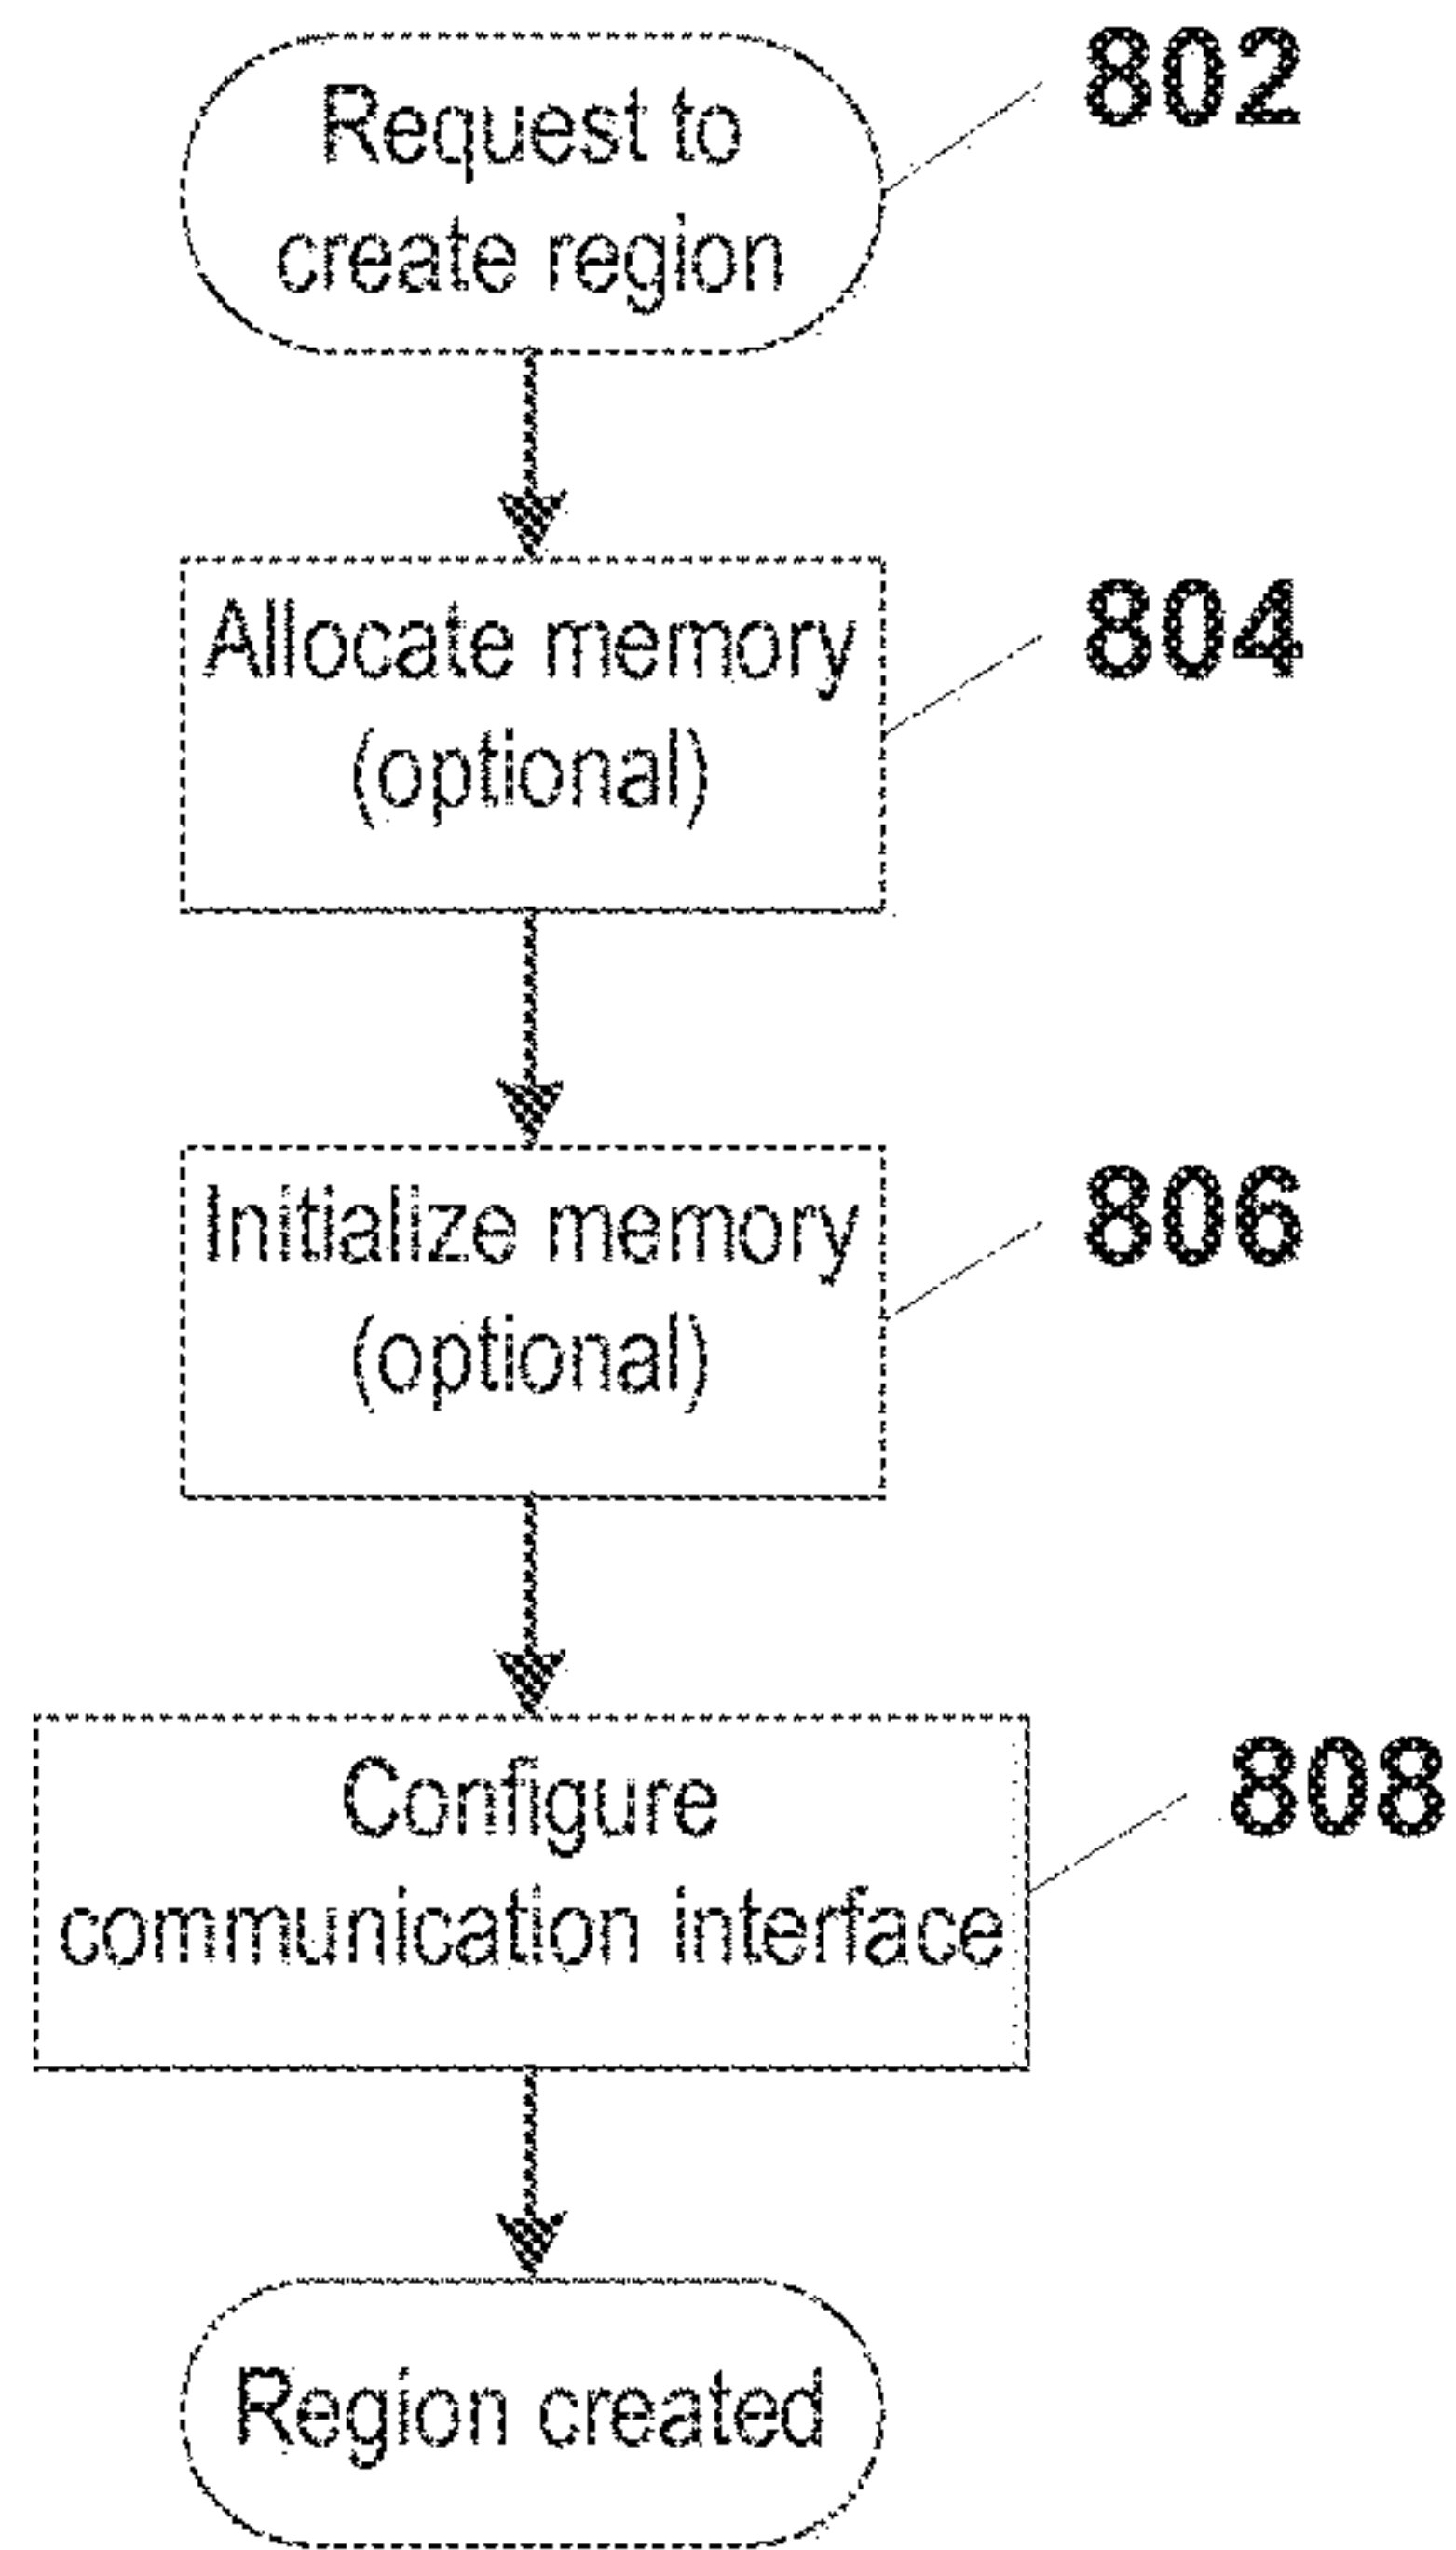 Request to
create region
802
Allocate memory
(optional)
804
Initialize memory
(optional)
806
Configure
communication interface
808
Region created